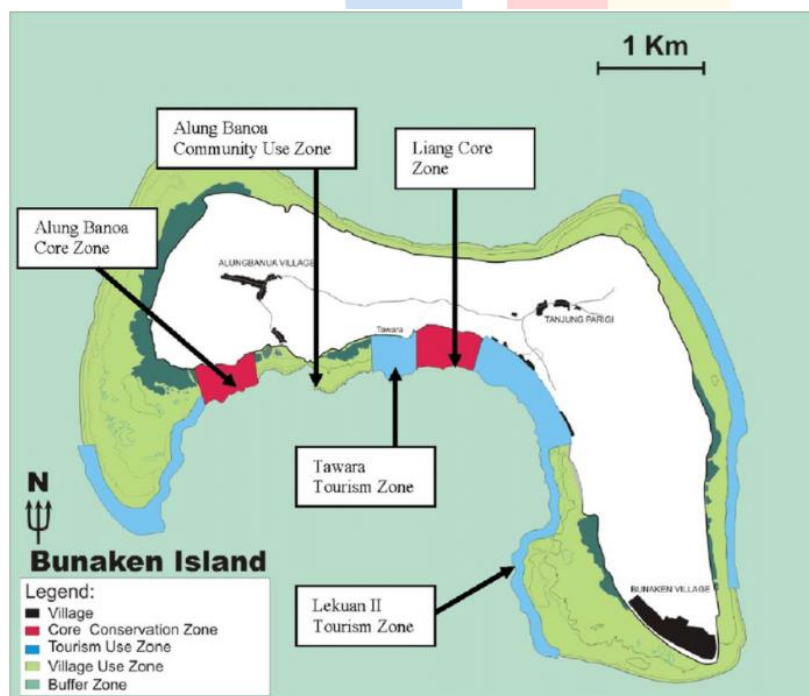 1 Km
Alung Banoa
Community Use Zone
Liang Core
Zone
Alung Banoa
Core Zone
ALUNGBANUA VILLAGE
TANJUNG PARIGI
Tawara
Tawara
Tourism Zone
N
Bunaken Island
Legend:
Village
Core Conservation Zone
Tourism Use Zone
Village Use Zone
Buffer Zone
Lekuan II
Tourism Zone
BUNAKEN VILLAGE